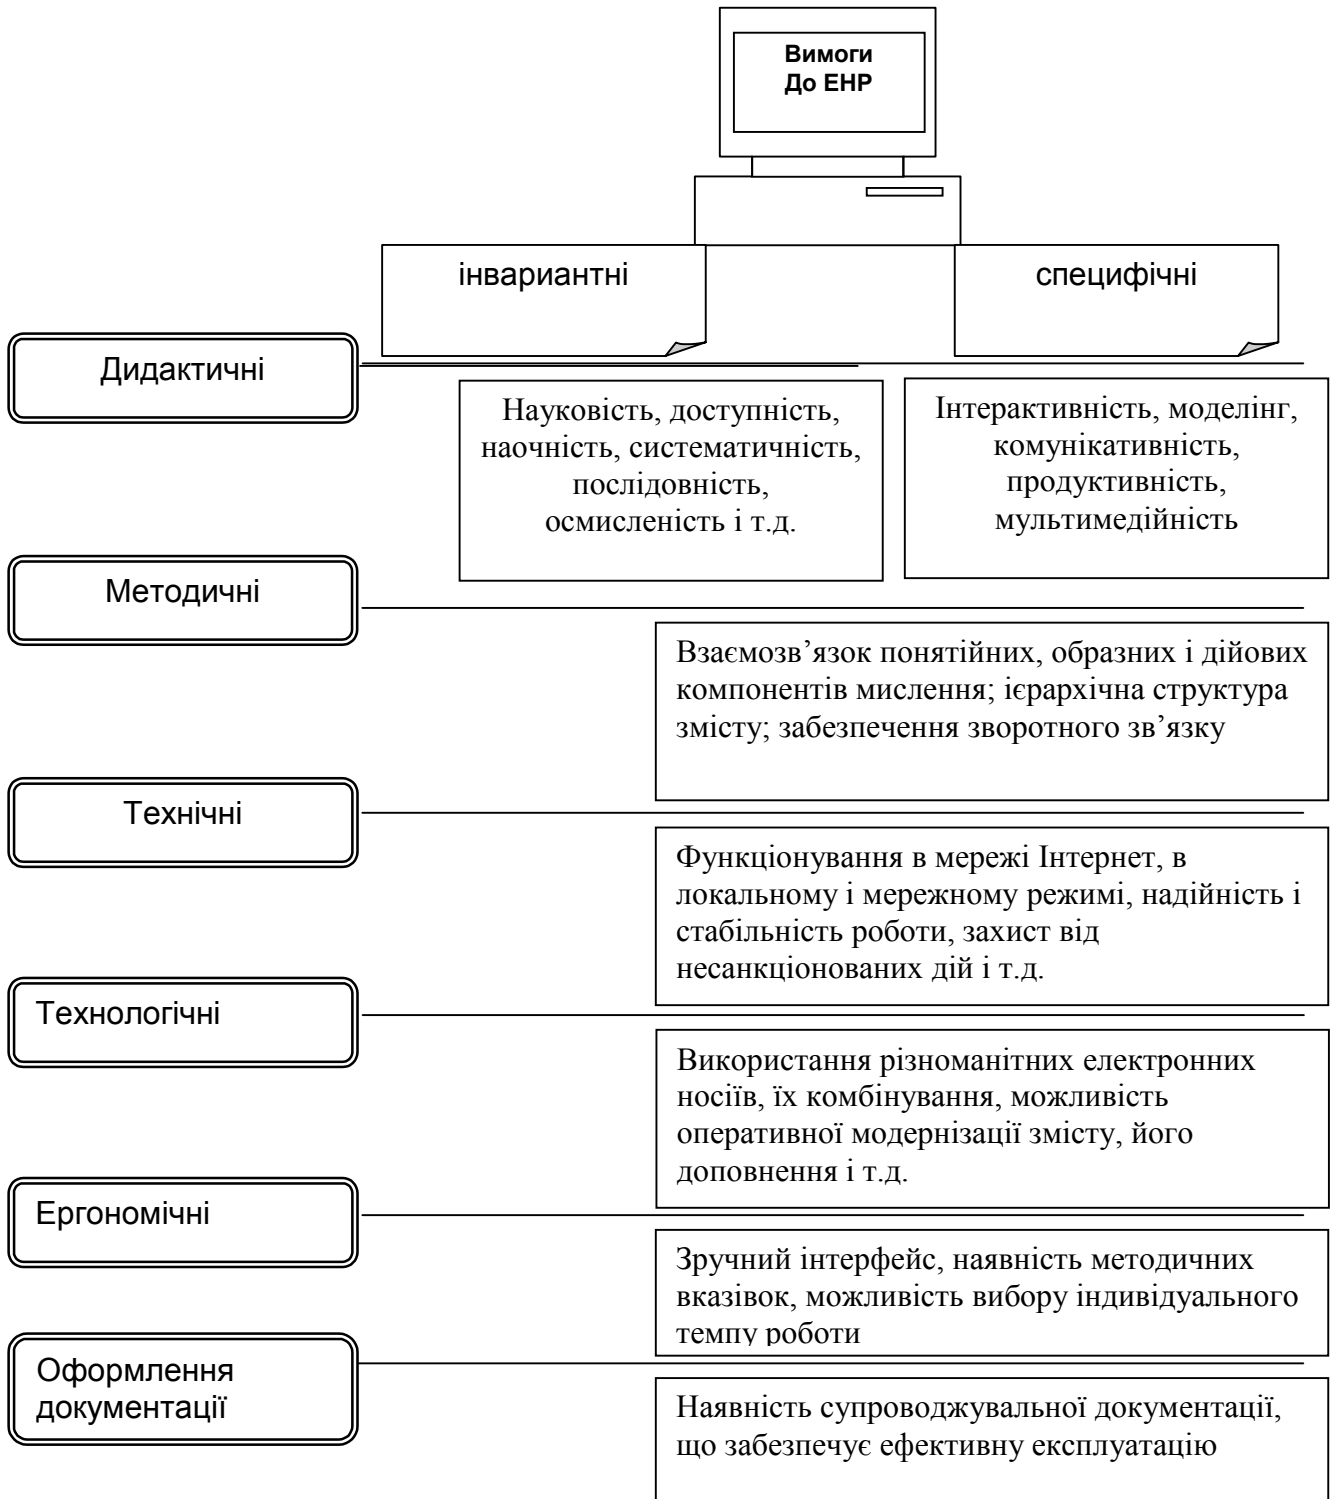 Вимоги
До ЕНР
інвариантні
специфічні
Дидактичні
Науковість, доступність,
наочність, систематичність,
послідовність,
осмисленість і т.д.
Інтерактивність, моделінг,
комунікативність,
продуктивність,
мультимедійність
Методичні
Взаємозв’язок понятійних, образних і дійових
компонентів мислення; ієрархічна структура
змісту; забезпечення зворотного зв’язку
Технічні
Функціонування в мережі Інтернет, в
локальному і мережному режимі, надійність і
стабільність роботи, захист від
несанкціонованих дій і т.д.
Технологічні
Використання різноманітних електронних
носіїв, їх комбінування, можливість
оперативної модернізації змісту, його
доповнення і т.д.
Ергономічні
Зручний інтерфейс, наявність методичних
вказівок, можливість вибору індивідуального
темпу роботи
Оформлення
документації
Наявність супроводжувальної документації,
що забезпечує ефективну експлуатацію